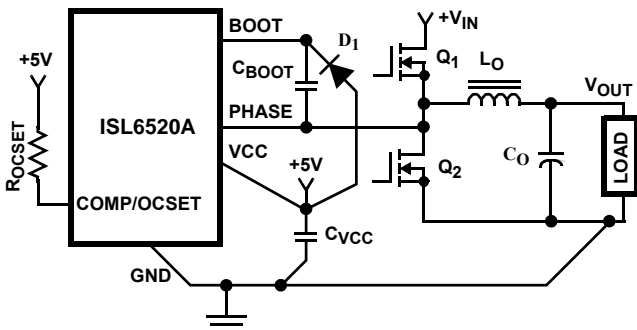 BOOT
D1
+VIN
+5V
CBOOT
Q1
LO
VOUT
ROCSET
ISL6520A
PHASE
VCC
+5V
Q2
CO
LOAD
COMP/OCSET
CVCC
GND